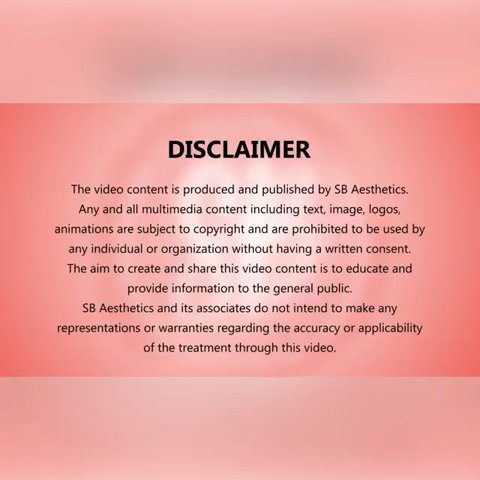 DISCLAIMER
The video content is produced and published by SB Aesthetics.
Any and all multimedia content including text, image, logos,
animations are subject to copyright and are prohibited to be used by
any individual or organization without having a written consent.
The aim to create and share this video content is to educate and
provide information to the general public.
SB Aesthetics and its associates do not intend to make any
representations or warranties regarding the accuracy or applicability
of the treatment through this video.